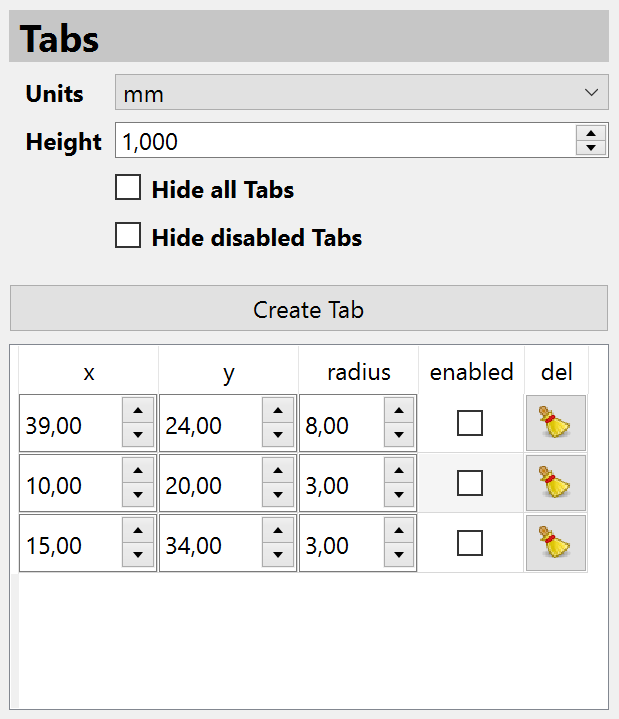 Tabs
Units mm
Height 1,000
Hide all Tabs
Hide disabled Tabs
Create Tab
x y radius enabled del
39,00 24,00 8,00
10,00 20,00 3,00
15,00 34,00 3,00